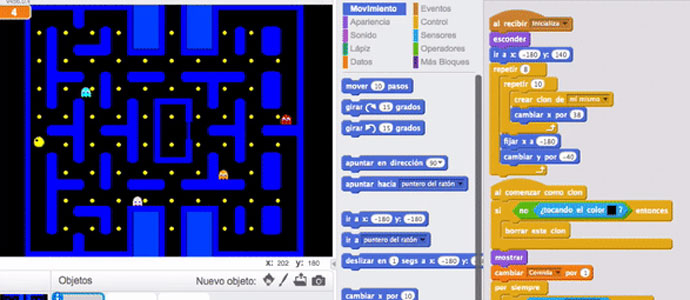 4
x: 202 y: 180
Objetos Nuevo objeto:
Movimiento Eventos
Apariencia Control
Sonido Sensores
Lápiz Operadores
Datos Más Bloques
mover 10 pasos
girar 15 grados
girar 15 grados
apuntar en dirección 90
apuntar hacia puntero del ratón
ir a x: -180 y: -40
ir a puntero del ratón
deslizar en 1 segs a x: -180 y:
cambiar x por 10
al recibir Inicializa
esconder
ir a x: -180 y: 140
repetir 8
repetir 10
crear clon de mí mismo
cambiar x por 38
fijar x a -180
cambiar y por -40
al comenzar como clon
si no ¿tocando el color ? entonces
borrar este clon
mostrar
cambiar Comida por 1
por siempre